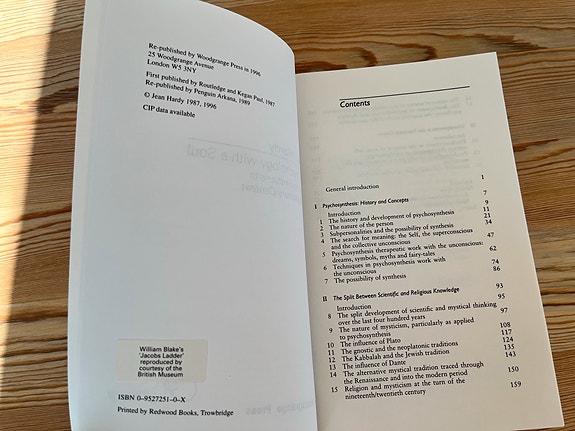 Re-published by Woodgrange Press in 1996
25 Woodgrange Avenue
London W5 3NY
First published by Routledge and Kegan Paul, 1987
Re-published by Penguin Arkana, 1989
© Jean Hardy 1987, 1996
CIP data available
William Blake's
'Jacobs Ladder'
reproduced by
courtesy of the
British Museum
ISBN 0-9527251-0-X
Printed by Redwood Books, Trowbridge
Contents
General introduction 1
I Psychosynthesis: History and Concepts 7
Introduction 9
1 The history and development of psychosynthesis 11
2 The nature of the person 21
3 Subpersonalities and the possibility of synthesis 34
4 The search for meaning: the Self, the superconscious
and the collective unconscious 47
5 Psychosynthesis therapeutic work with the unconscious:
dreams, symbols, myths and fairy-tales 62
6 Techniques in psychosynthesis work with
the unconscious 74
7 The possibility of synthesis 86
II The Split Between Scientific and Religious Knowledge 93
Introduction 95
8 The split development of scientific and mystical thinking
over the last four hundred years 97
9 The nature of mysticism, particularly as applied
to psychosynthesis 108
10 The influence of Plato 117
11 The gnostic and the neoplatonic traditions 124
12 The Kabbalah and the Jewish tradition 135
13 The influence of Dante 143
14 The alternative mystical tradition traced through
the Renaissance and into the modern period 150
15 Religion and mysticism at the turn of the
nineteenth/twentieth century 159